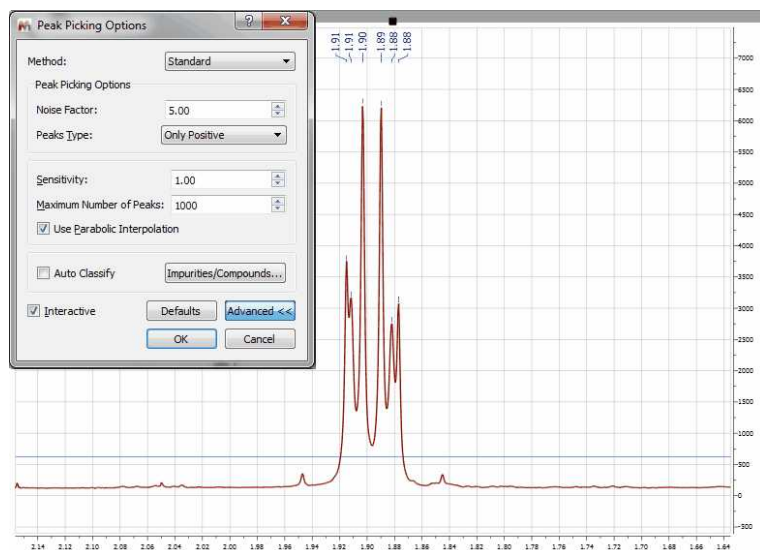 Peak Picking Options
Method: Standard
Peak Picking Options
Noise Factor: 5.00
Peaks Type: Only Positive
Sensitivity: 1.00
Maximum Number of Peaks: 1000
Use Parabolic Interpolation
Auto Classify Impurities/Compounds...
Interactive Defaults Advanced <<
OK Cancel
1.91 1.91 1.90 1.89 1.88 1.88
7000
6500
6000
5500
5000
4500
4000
3500
3000
2500
2000
1500
1000
500
0
-500
2.14 2.12 2.10 2.08 2.06 2.04 2.02 2.00 1.98 1.96 1.94 1.92 1.90 1.88 1.86 1.84 1.82 1.80 1.78 1.76 1.74 1.72 1.70 1.68 1.66 1.64